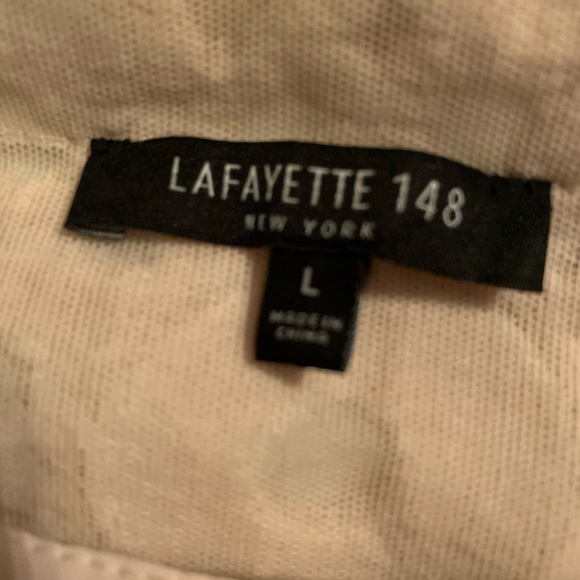 LAFAYETTE 148
NEW YORK
L
MADE IN
CHINA